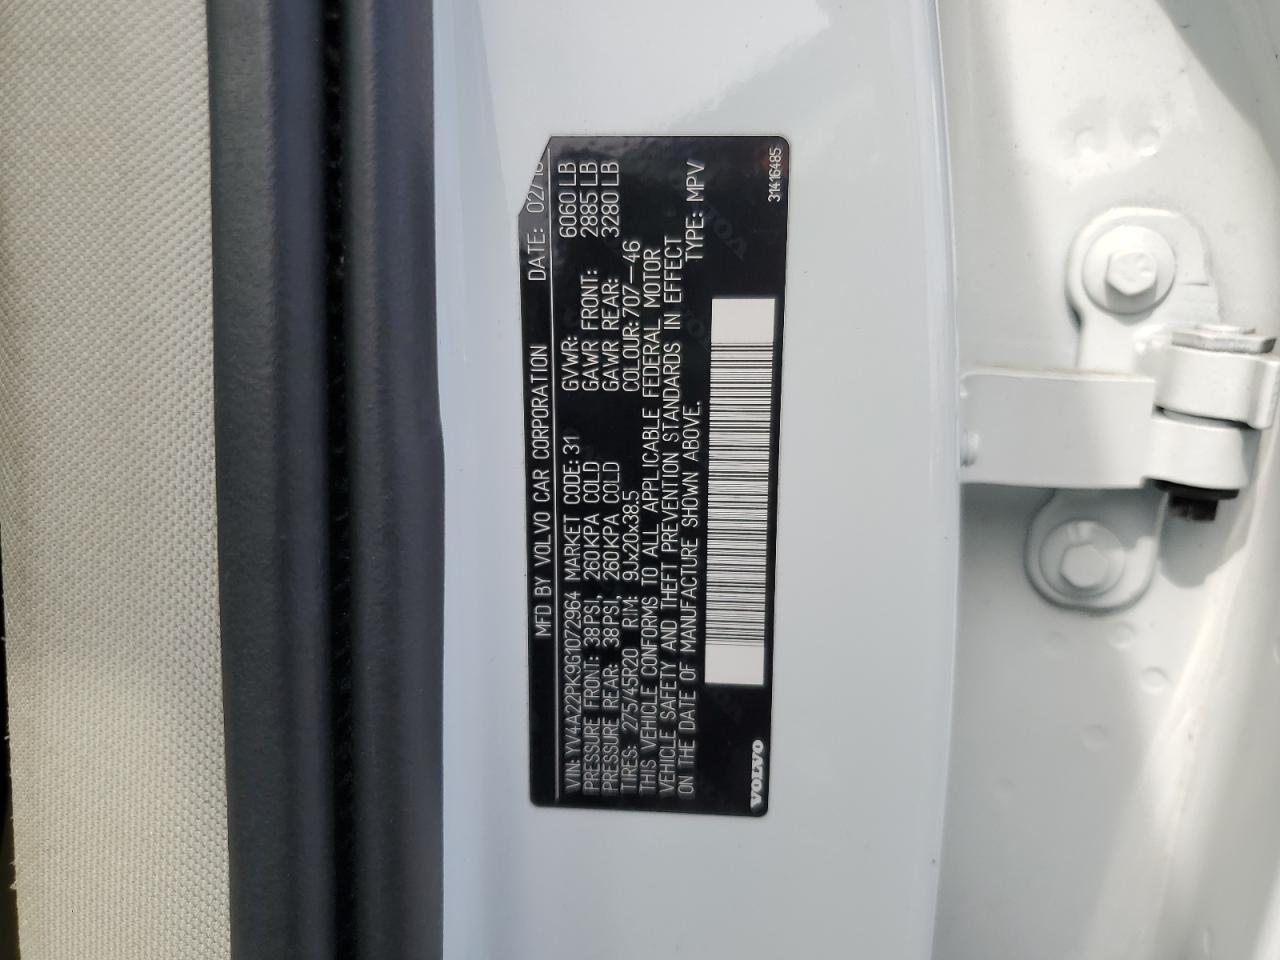 MFD BY VOLVO CAR CORPORATION DATE: 02/
VIN: YV4A22PK9G1072964 MARKET CODE: 31 GVWR: 6060 LB
PRESSURE FRONT: 38PSI, 260KPA COLD GAWR FRONT: 2885 LB
PRESSURE REAR: 38PSI, 260KPA COLD GAWR REAR: 3280 LB
TIRES: 275/45R20 RIM: 9Jx20x38.5 COLOUR: 707-46
THIS VEHICLE CONFORMS TO ALL APPLICABLE FEDERAL MOTOR
VEHICLE SAFETY AND THEFT PREVENTION STANDARDS IN EFFECT
ON THE DATE OF MANUFACTURE SHOWN ABOVE. TYPE: MPV
VOLVO
31416485